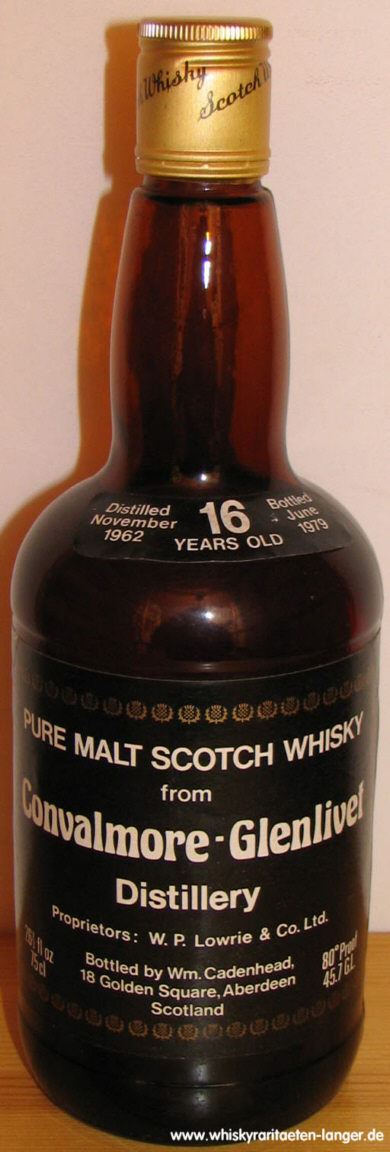 Whisky
Scotch W
Distilled
November
1962
16
YEARS OLD
Bottled
June
1979
PURE MALT SCOTCH WHISKY
from
Convalmore-Glenlivet
Distillery
Proprietors: W. P. Lowrie & Co. Ltd.
26⅔ fl oz
75cl
Bottled by Wm. Cadenhead,
18 Golden Square, Aberdeen
Scotland
80° Proof
45.7 G.L.
www.whiskyraritaeten-langer.de